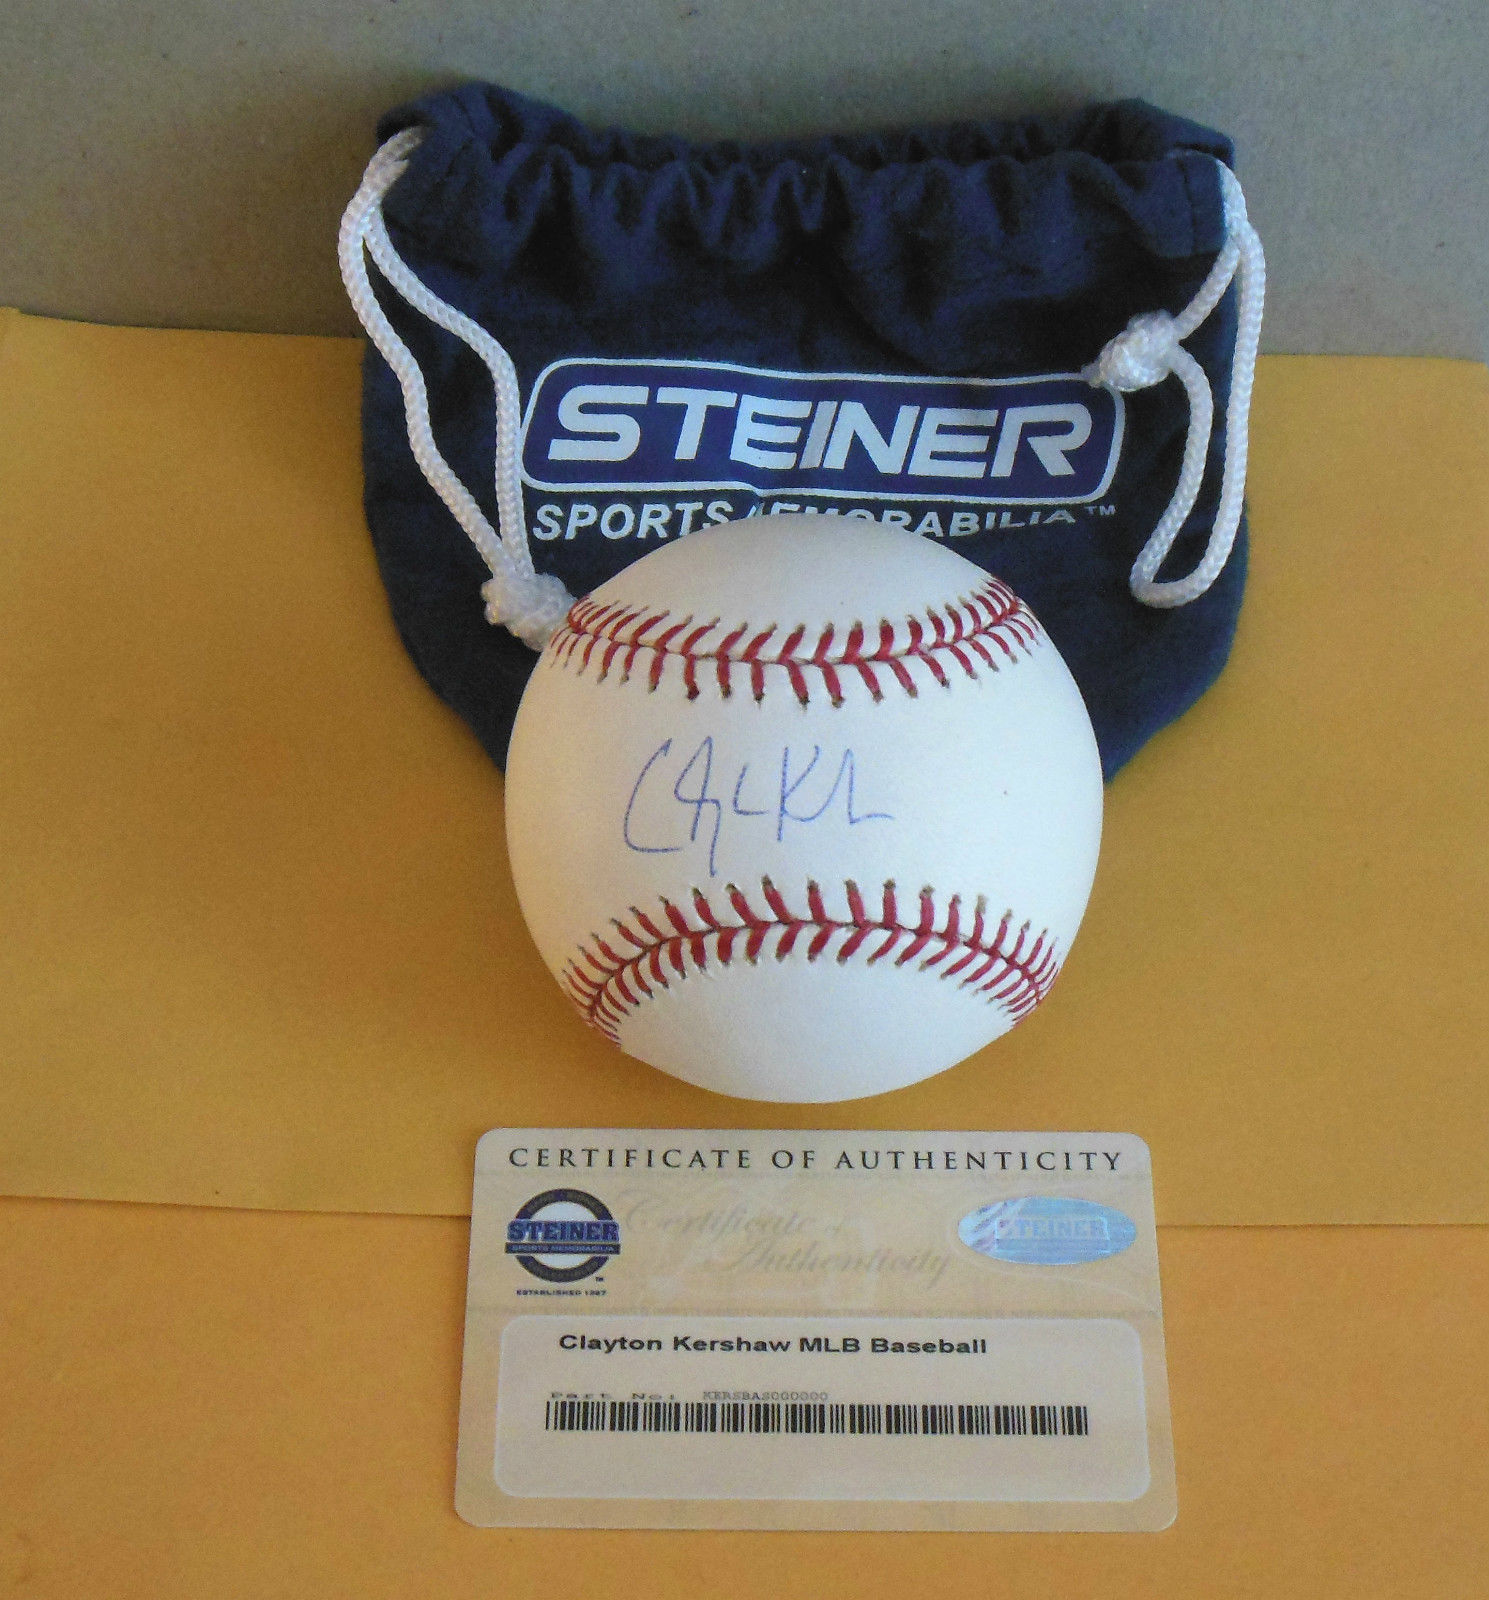 STEINER
SPORTS MEMORABILIA™
CERTIFICATE OF AUTHENTICITY
Certificate of
Authenticity
STEINER
SPORTS MEMORABILIA
™
ESTABLISHED 1987
STEINER
Clayton Kershaw MLB Baseball
Part No: KERSBAS000000